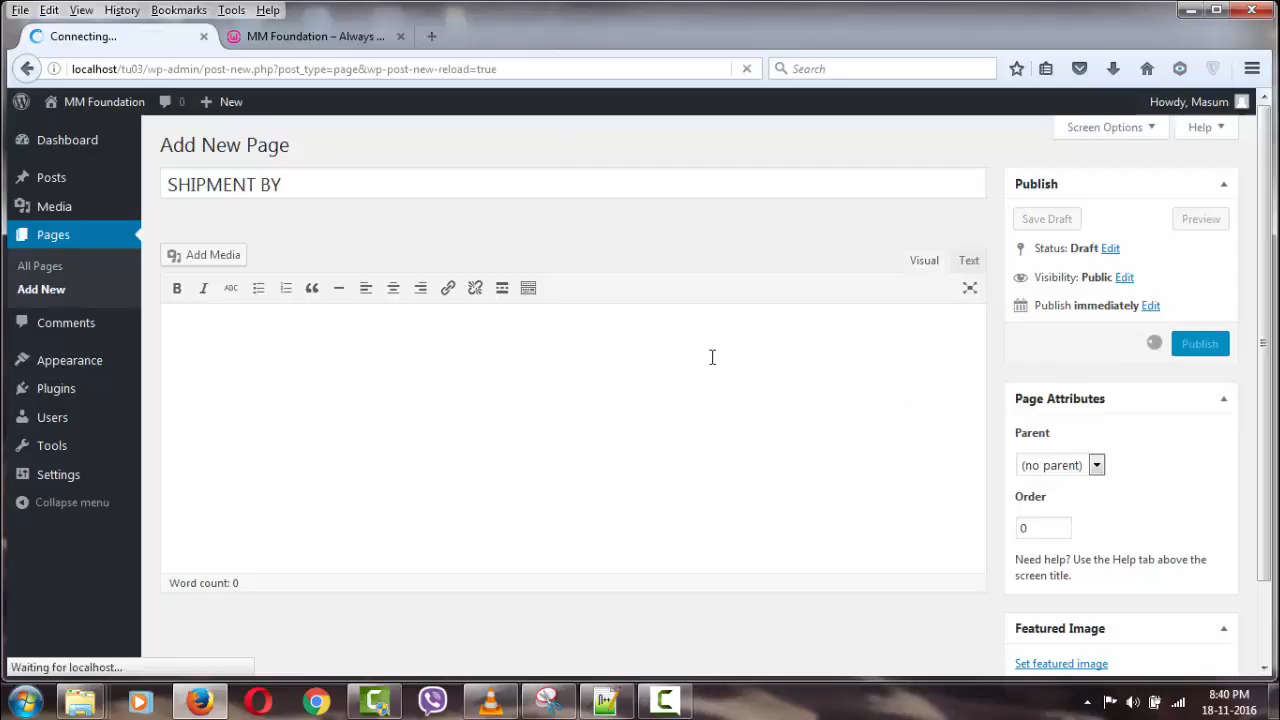 File Edit View History Bookmarks Tools Help
Connecting...
MM Foundation – Always ...
localhost/tu03/wp-admin/post-new.php?post_type=page&wp-post-new-reload=true
Search
MM Foundation 0 New
Howdy, Masum
Screen Options
Help
Dashboard
Posts
Media
Pages
All Pages
Add New
Comments
Appearance
Plugins
Users
Tools
Settings
Collapse menu
Add New Page
SHIPMENT BY
Add Media
Visual Text
B I ABC
Word count: 0
Publish
Save Draft
Preview
Status: Draft Edit
Visibility: Public Edit
Publish immediately Edit
Publish
Page Attributes
Parent
(no parent)
Order
0
Need help? Use the Help tab above the
screen title.
Featured Image
Set featured image
Waiting for localhost...
8:40 PM
18-11-2016